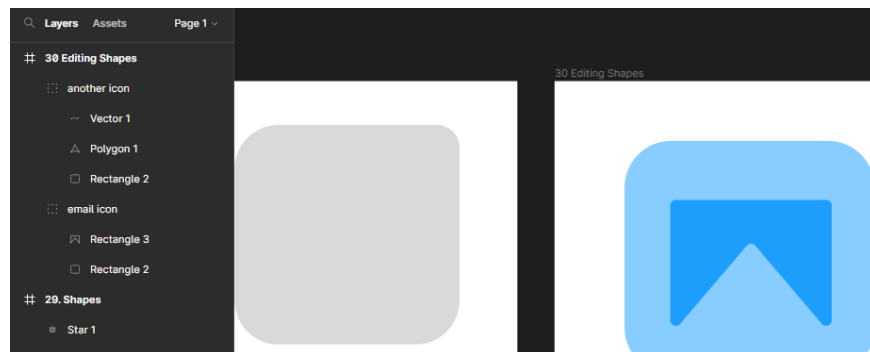 Layers Assets Page 1
30 Editing Shapes
another icon
Vector 1
Polygon 1
Rectangle 2
email icon
Rectangle 3
Rectangle 2
29. Shapes
Star 1
30 Editing Shapes